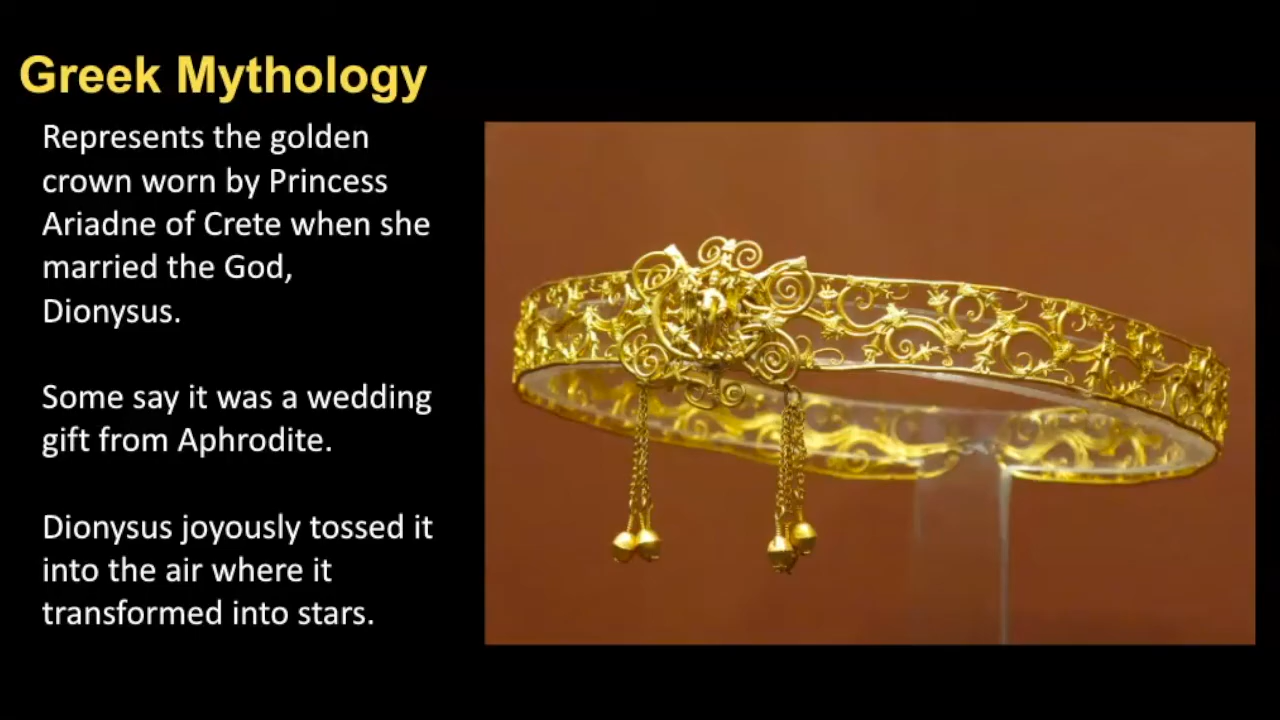 Greek Mythology
Represents the golden
crown worn by Princess
Ariadne of Crete when she
married the God,
Dionysus.
Some say it was a wedding
gift from Aphrodite.
Dionysus joyously tossed it
into the air where it
transformed into stars.